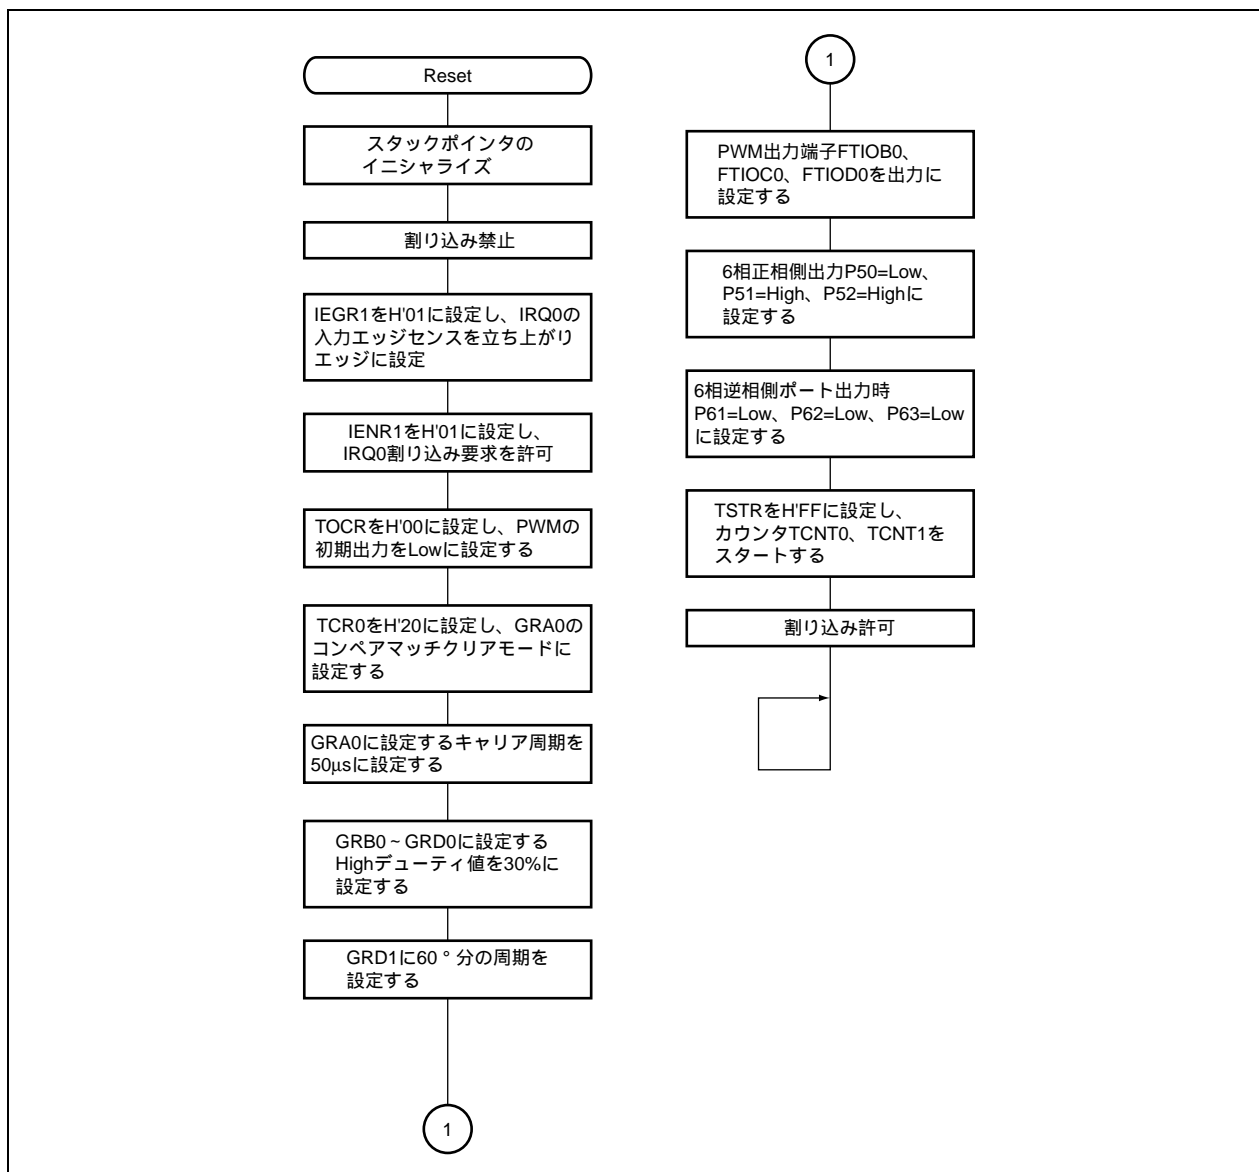 Reset
スタックポインタの
イニシャライズ
割り込み禁止
IEGR1をH'01に設定し、IRQ0の
入力エッジセンスを立ち上がり
エッジに設定
IENR1をH'01に設定し、
IRQ0割り込み要求を許可
TOCRをH'00に設定し、PWMの
初期出力をLowに設定する
TCR0をH'20に設定し、GRA0の
コンペアマッチクリアモードに
設定する
GRA0に設定するキャリア周期を
50μsに設定する
GRB0~GRD0に設定する
Highデューティ値を30%に
設定する
GRD1に60°分の周期を
設定する
1
1
PWM出力端子FTIOB0、
FTIOC0、FTIOD0を出力に
設定する
6相正相側出力P50=Low、
P51=High、P52=Highに
設定する
6相逆相側ポート出力時
P61=Low、P62=Low、P63=Low
に設定する
TSTRをH'FFに設定し、
カウンタTCNT0、TCNT1を
スタートする
割り込み許可